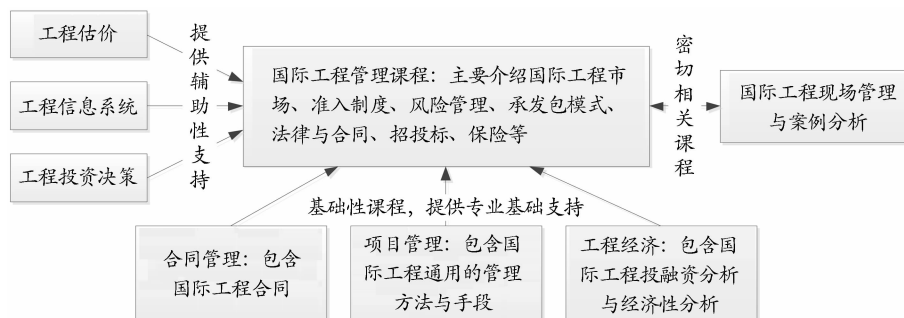 工程估价
工程信息系统
工程投资决策
提供辅助性支持
国际工程管理课程：主要介绍国际工程市
场、准入制度、风险管理、承发包模式、
法律与合同、招投标、保险等
密切相关课程
国际工程现场管理
与案例分析
基础性课程，提供专业基础支持
合同管理：包含
国际工程合同
项目管理：包含国
际工程通用的管理
方法与手段
工程经济：包含国
际工程投融资分析
与经济性分析